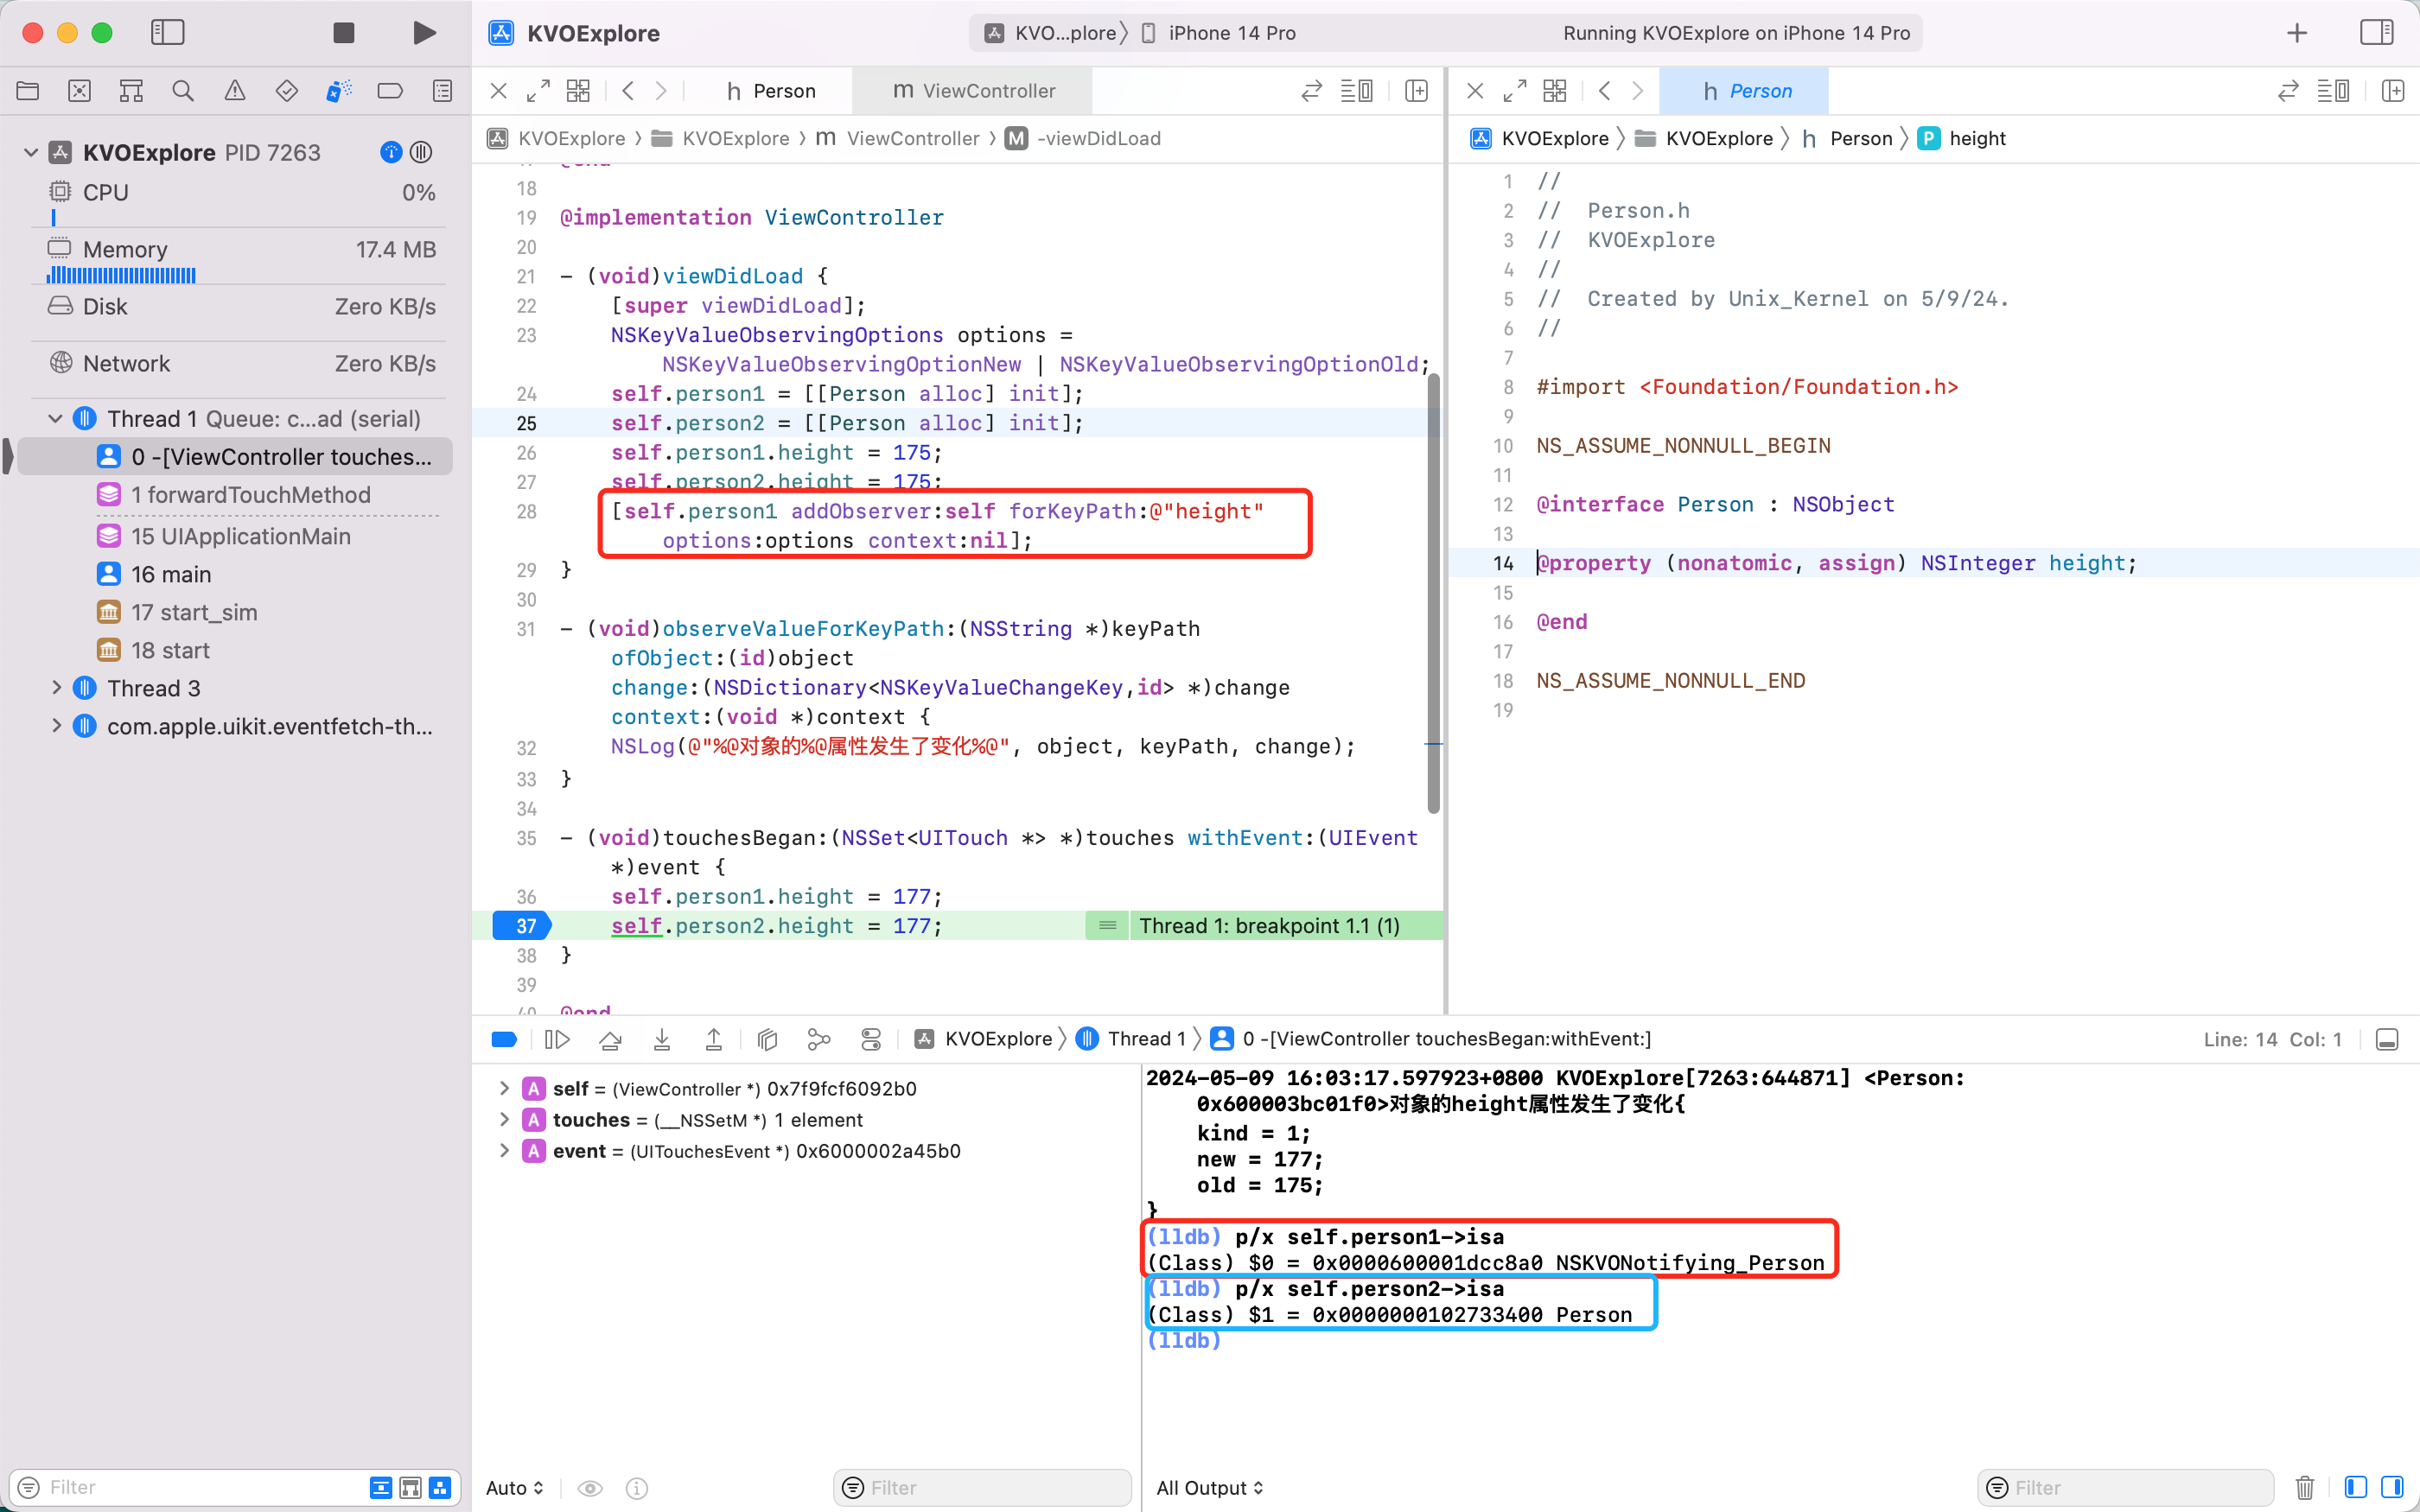 KVOExplore
KVO...plore
iPhone 14 Pro
Running KVOExplore on iPhone 14 Pro
h Person
m ViewController
h Person
KVOExplore PID 7263
CPU 0%
Memory 17.4 MB
Disk Zero KB/s
Network Zero KB/s
Thread 1 Queue: c...ad (serial)
0 -[ViewController touches...
1 forwardTouchMethod
15 UIApplicationMain
16 main
17 start_sim
18 start
Thread 3
com.apple.uikit.eventfetch-th...
Filter
KVOExplore 〉 KVOExplore 〉 m ViewController 〉 M -viewDidLoad
@end
18
19 @implementation ViewController
20
21 - (void)viewDidLoad {
22 [super viewDidLoad];
23 NSKeyValueObservingOptions options =
NSKeyValueObservingOptionNew | NSKeyValueObservingOptionOld;
24 self.person1 = [[Person alloc] init];
25 self.person2 = [[Person alloc] init];
26 self.person1.height = 175;
27 self.person2.height = 175;
28 [self.person1 addObserver:self forKeyPath:@"height"
options:options context:nil];
29 }
30
31 - (void)observeValueForKeyPath:(NSString *)keyPath
ofObject:(id)object
change:(NSDictionary<NSKeyValueChangeKey,id> *)change
context:(void *)context {
32 NSLog(@"%@对象的%@属性发生了变化%@", object, keyPath, change);
33 }
34
35 - (void)touchesBegan:(NSSet<UITouch *> *)touches withEvent:(UIEvent
*)event {
36 self.person1.height = 177;
37 self.person2.height = 177;
Thread 1: breakpoint 1.1 (1)
38 }
39
40 @end
KVOExplore 〉 KVOExplore 〉 h Person 〉 P height
1 //
2 // Person.h
3 // KVOExplore
4 //
5 // Created by Unix_Kernel on 5/9/24.
6 //
7
8 #import <Foundation/Foundation.h>
9
10 NS_ASSUME_NONNULL_BEGIN
11
12 @interface Person : NSObject
13
14 @property (nonatomic, assign) NSInteger height;
15
16 @end
17
18 NS_ASSUME_NONNULL_END
19
KVOExplore 〉 Thread 1 〉 0 -[ViewController touchesBegan:withEvent:]
Line: 14 Col: 1
A self = (ViewController *) 0x7f9fcf6092b0
A touches = (__NSSetM *) 1 element
A event = (UITouchesEvent *) 0x6000002a45b0
2024-05-09 16:03:17.597923+0800 KVOExplore[7263:644871] <Person:
0x600003bc01f0>对象的height属性发生了变化{
kind = 1;
new = 177;
old = 175;
}
(lldb) p/x self.person1->isa
(Class) $0 = 0x0000600001dcc8a0 NSKVONotifying_Person
(lldb) p/x self.person2->isa
(Class) $1 = 0x0000000102733400 Person
(lldb)
Auto
Filter
All Output
Filter